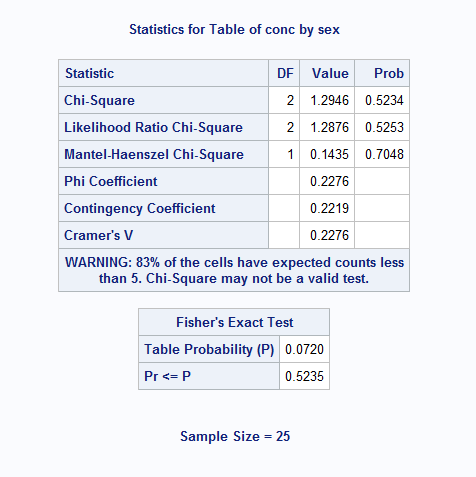 Statistics for Table of conc by sex
Statistic DF Value Prob
Chi-Square 2 1.2946 0.5234
Likelihood Ratio Chi-Square 2 1.2876 0.5253
Mantel-Haenszel Chi-Square 1 0.1435 0.7048
Phi Coefficient 0.2276
Contingency Coefficient 0.2219
Cramer's V 0.2276
WARNING: 83% of the cells have expected counts less
than 5. Chi-Square may not be a valid test.
Fisher's Exact Test
Table Probability (P) 0.0720
Pr <= P 0.5235
Sample Size = 25